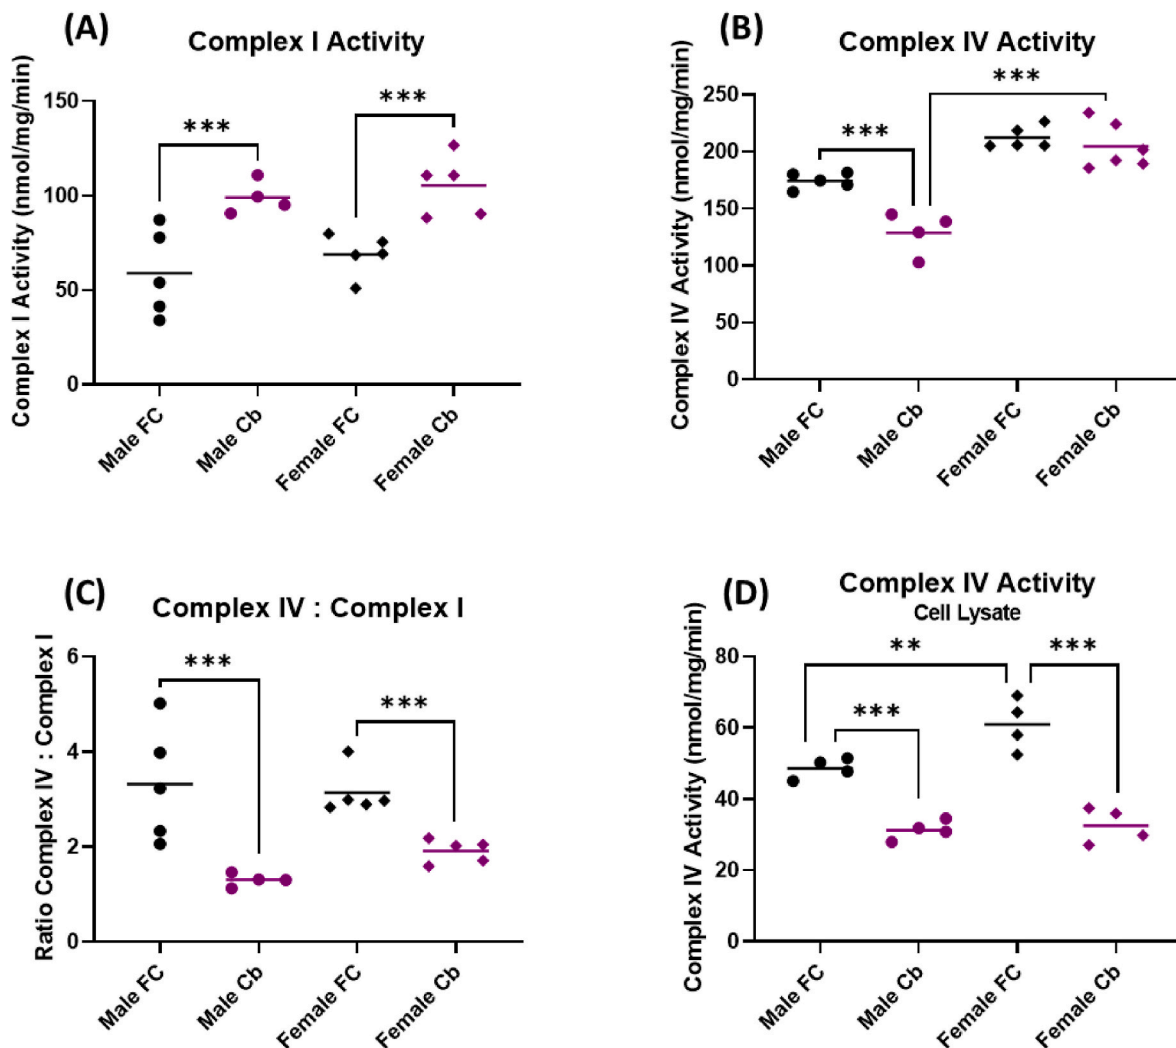 (A)
Complex I Activity
Complex I Activity (nmol/mg/min)
150
100
50
0
***
***
Male FC
Male Cb
Female FC
Female Cb
(B)
Complex IV Activity
Complex IV Activity (nmol/mg/min)
250
200
150
100
50
0
***
***
Male FC
Male Cb
Female FC
Female Cb
(C)
Complex IV : Complex I
Ratio Complex IV : Complex I
6
4
2
0
***
***
Male FC
Male Cb
Female FC
Female Cb
(D)
Complex IV Activity
Cell Lysate
Complex IV Activity (nmol/mg/min)
80
60
40
20
0
**
***
***
Male FC
Male Cb
Female FC
Female Cb